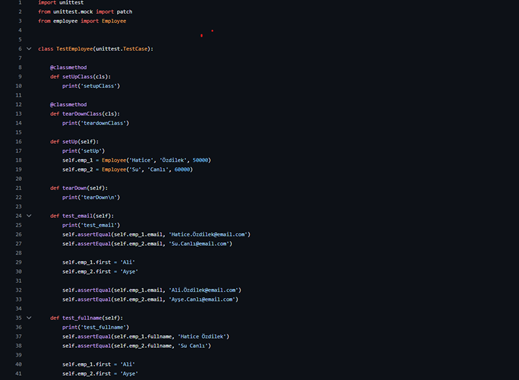 1 import unittest
2 from unittest.mock import patch
3 from employee import Employee
4
5
6 class TestEmployee(unittest.TestCase):
7
8 @classmethod
9 def setUpClass(cls):
10 print('setupClass')
11
12 @classmethod
13 def tearDownClass(cls):
14 print('teardownClass')
15
16 def setUp(self):
17 print('setUp')
18 self.emp_1 = Employee('Hatice', 'Özdilek', 50000)
19 self.emp_2 = Employee('Su', 'Canlı', 60000)
20
21 def tearDown(self):
22 print('tearDown\n')
23
24 def test_email(self):
25 print('test_email')
26 self.assertEqual(self.emp_1.email, 'Hatice.Özdilek@email.com')
27 self.assertEqual(self.emp_2.email, 'Su.Canlı@email.com')
28
29 self.emp_1.first = 'Ali'
30 self.emp_2.first = 'Ayşe'
31
32 self.assertEqual(self.emp_1.email, 'Ali.Özdilek@email.com')
33 self.assertEqual(self.emp_2.email, 'Ayşe.Canlı@email.com')
34
35 def test_fullname(self):
36 print('test_fullname')
37 self.assertEqual(self.emp_1.fullname, 'Hatice Özdilek')
38 self.assertEqual(self.emp_2.fullname, 'Su Canlı')
39
40 self.emp_1.first = 'Ali'
41 self.emp_2.first = 'Ayşe'